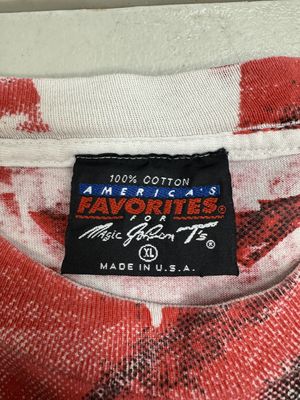 100% COTTON
AMERICA'S
FAVORITES®
FOR
Magic Johnson T's®
XL
MADE IN U.S.A.